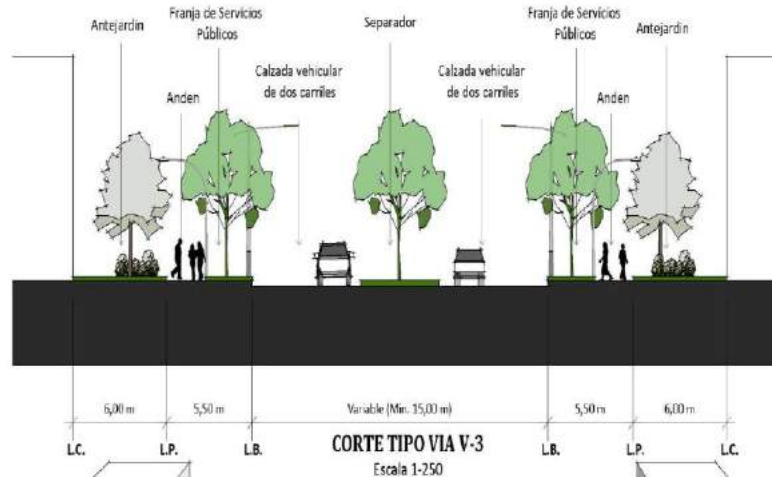 Antejardin
Franja de Servicios
Públicos
Separador
Franja de Servicios
Públicos
Antejardin
Anden
Calzada vehicular
de dos carriles
Calzada vehicular
de dos carriles
Anden
6,00 m
5,50 m
Variable (Min. 15,00 m)
5,50 m
6,00 m
L.C.
L.P.
L.B.
CORTE TIPO VIA V-3
L.B.
L.P.
L.C.
Escala 1-250